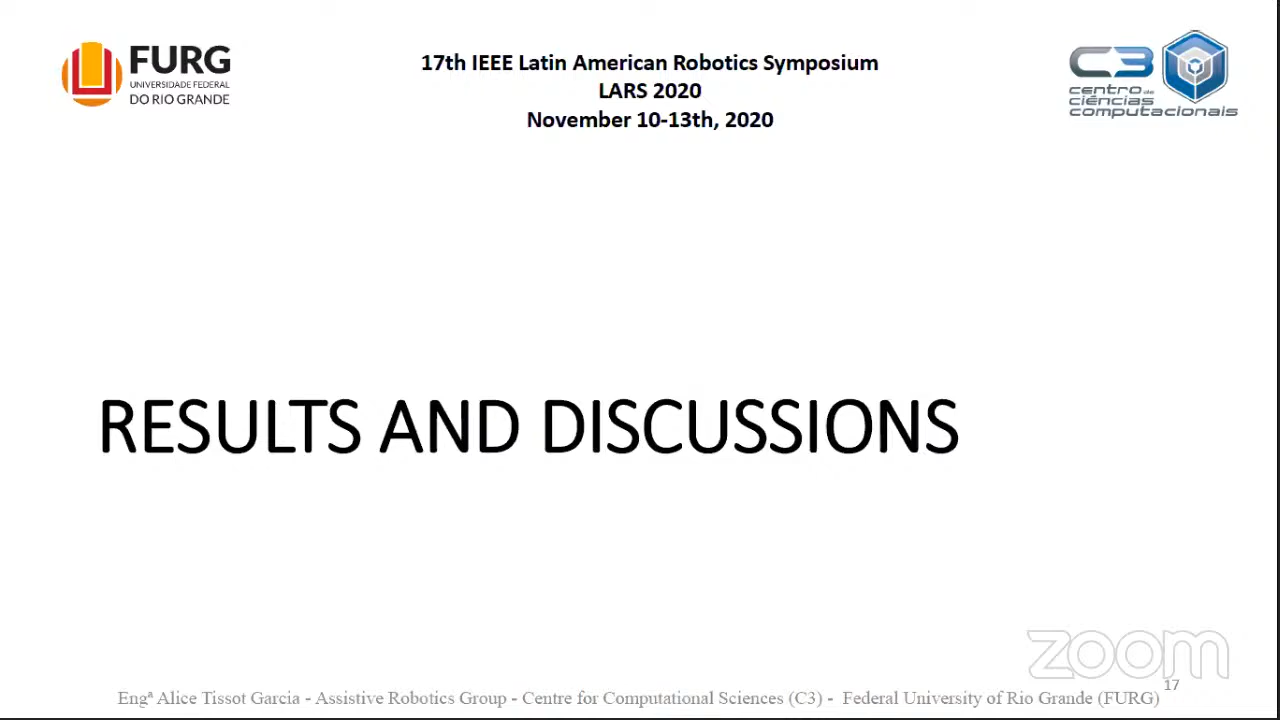 FURG
UNIVERSIDADE FEDERAL
DO RIO GRANDE
17th IEEE Latin American Robotics Symposium
LARS 2020
November 10-13th, 2020
C3
centro de
ciências
computacionais
RESULTS AND DISCUSSIONS
zoom
17
Engª Alice Tissot Garcia - Assistive Robotics Group - Centre for Computational Sciences (C3) - Federal University of Rio Grande (FURG)